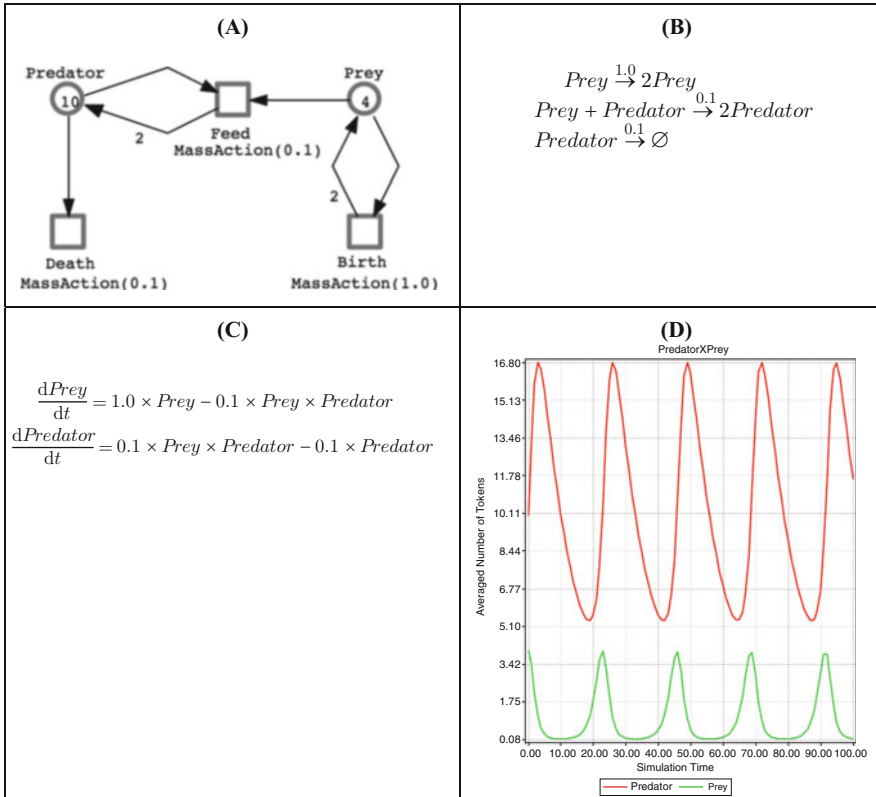 (A)
Predator
Prey
10
4
2
Feed
MassAction(0.1)
2
Death
MassAction(0.1)
Birth
MassAction(1.0)
(B)
Prey 1.0→ 2Prey
Prey + Predator 0.1→ 2Predator
Predator 0.1→ ∅
(C)
dPrey/dt = 1.0 × Prey − 0.1 × Prey × Predator
dPredator/dt = 0.1 × Prey × Predator − 0.1 × Predator
(D)
PredatorXPrey
16.80
15.13
13.46
11.78
10.11
8.44
6.77
5.10
3.42
1.75
0.08
Averaged Number of Tokens
0.00 10.00 20.00 30.00 40.00 50.00 60.00 70.00 80.00 90.00 100.00
Simulation Time
Predator Prey